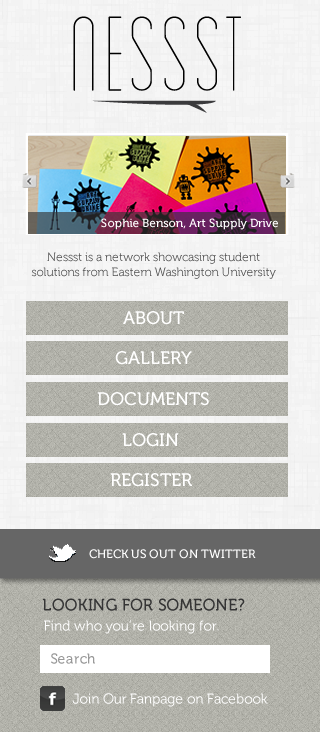 NESSST
Sophie Benson, Art Supply Drive
Nessst is a network showcasing student
solutions from Eastern Washington University
ABOUT
GALLERY
DOCUMENTS
LOGIN
REGISTER
CHECK US OUT ON TWITTER
LOOKING FOR SOMEONE?
Find who you're looking for.
Search
f Join Our Fanpage on Facebook